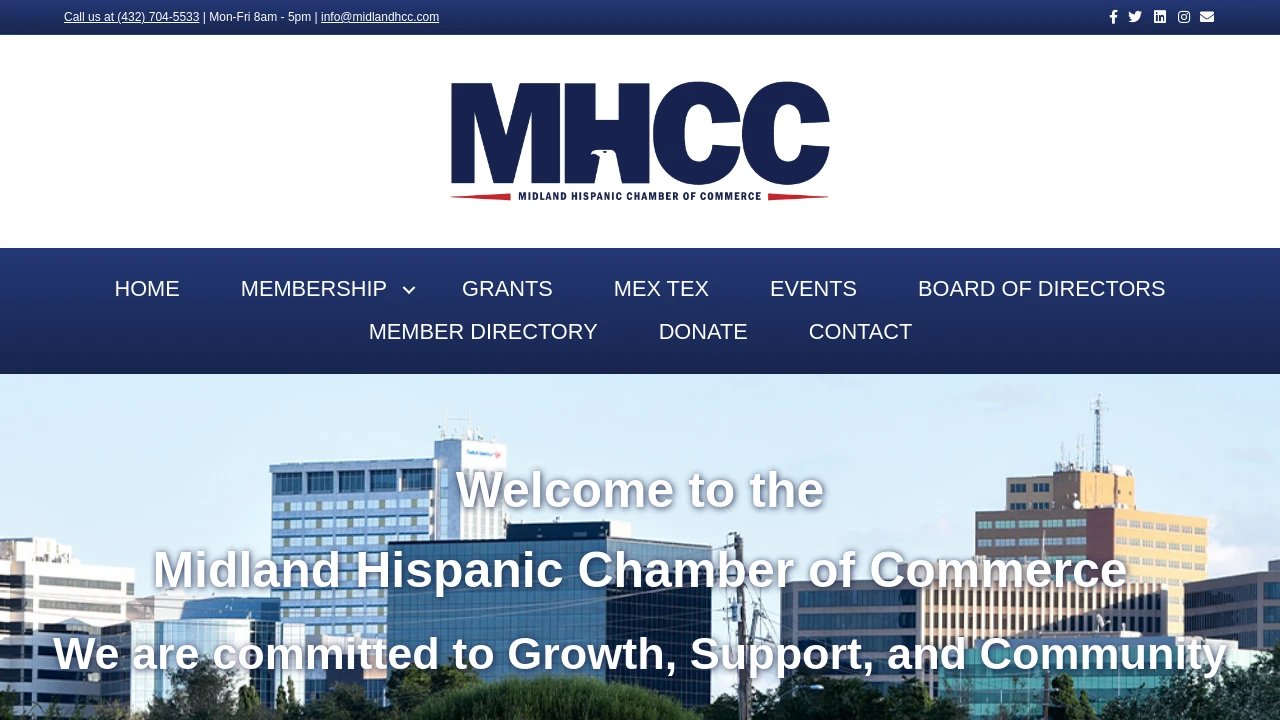 Call us at (432) 704-5533 | Mon-Fri 8am - 5pm | info@midlandhcc.com
MHCC
MIDLAND HISPANIC CHAMBER OF COMMERCE
HOME MEMBERSHIP GRANTS MEX TEX EVENTS BOARD OF DIRECTORS
MEMBER DIRECTORY DONATE CONTACT
Welcome to the
Midland Hispanic Chamber of Commerce
We are committed to Growth, Support, and Community